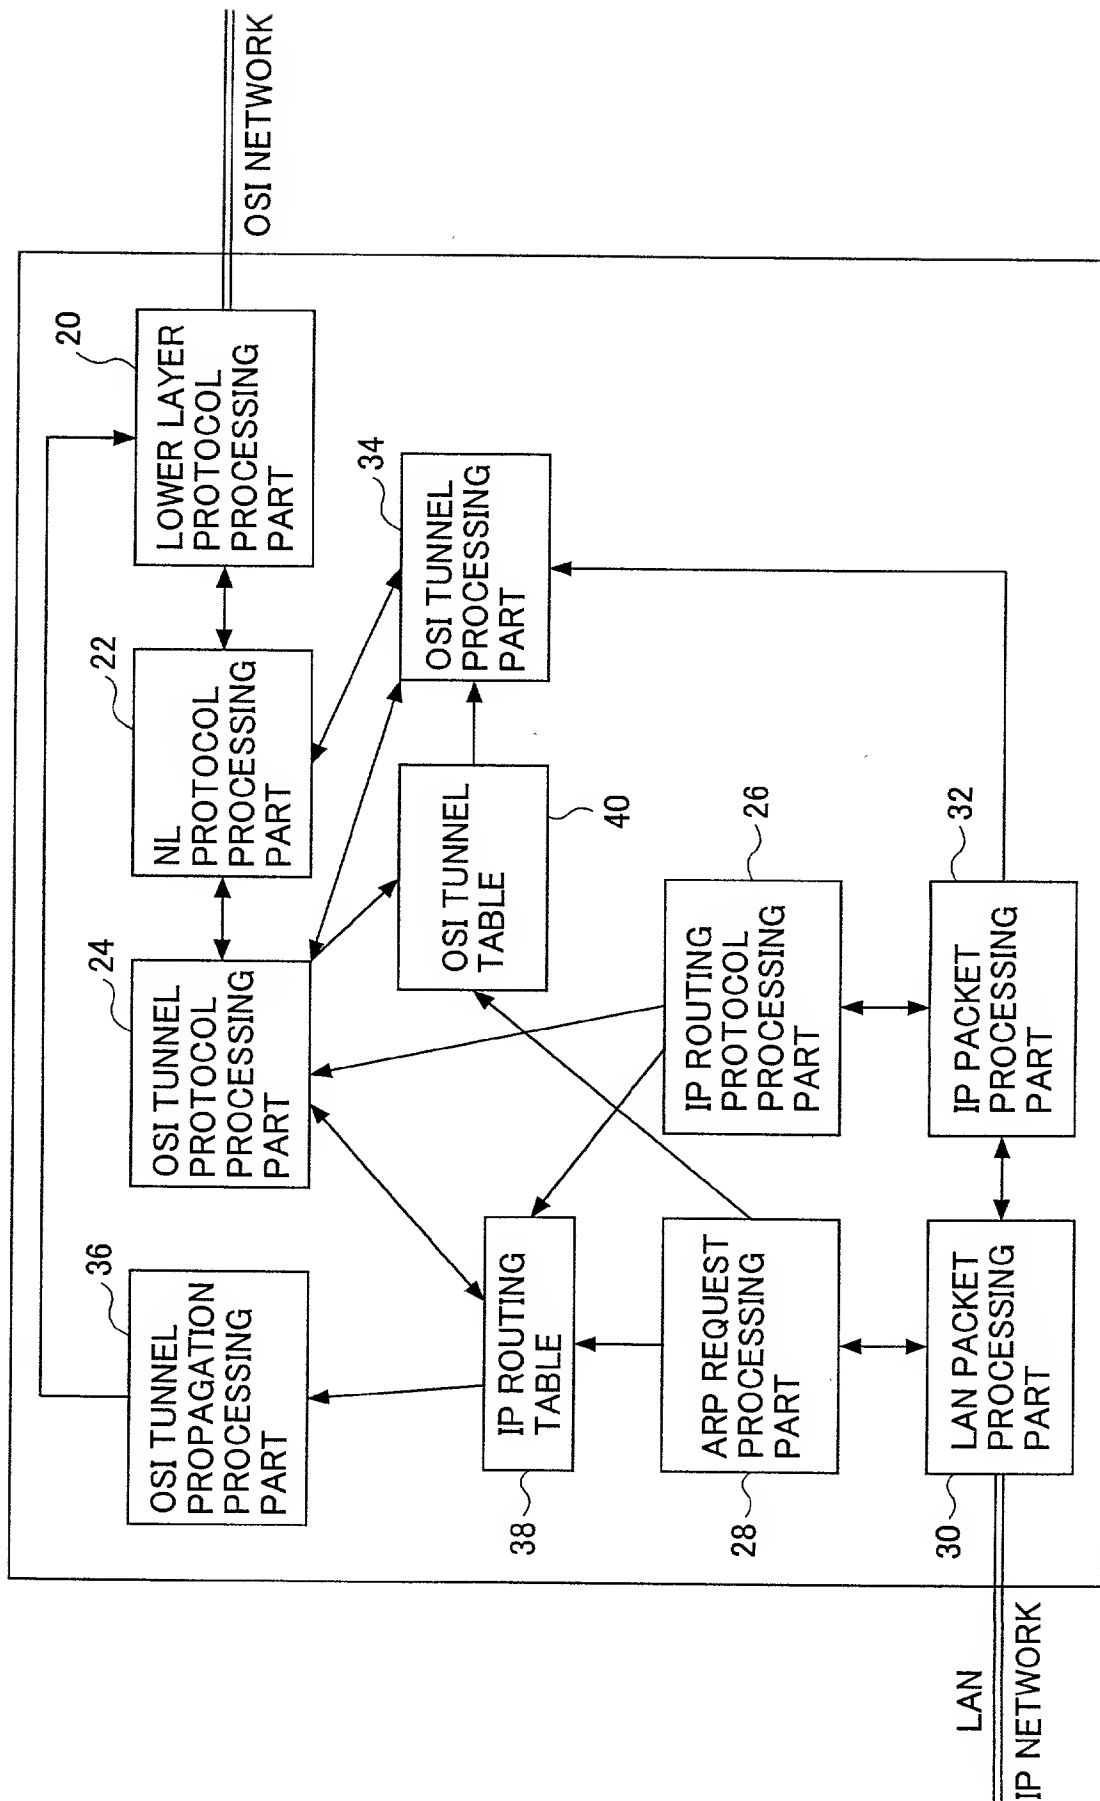 OSI TUNNEL
PROPAGATION
PROCESSING
PART
36
OSI TUNNEL
PROTOCOL
PROCESSING
PART
24
NL
PROTOCOL
PROCESSING
PART
22
LOWER LAYER
PROTOCOL
PROCESSING
PART
20
OSI NETWORK
IP ROUTING
TABLE
38
OSI TUNNEL
TABLE
40
OSI TUNNEL
PROCESSING
PART
34
ARP REQUEST
PROCESSING
PART
28
IP ROUTING
PROTOCOL
PROCESSING
PART
26
LAN
IP NETWORK
LAN PACKET
PROCESSING
PART
30
IP PACKET
PROCESSING
PART
32